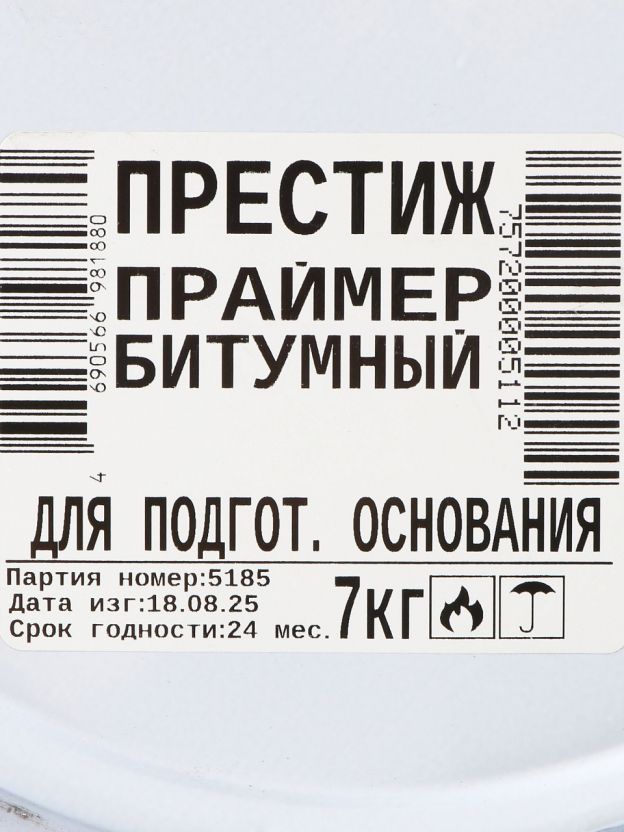 ПРЕСТИЖ
ПРАЙМЕР
БИТУМНЫЙ
ДЛЯ ПОДГОТ. ОСНОВАНИЯ
Партия номер:5185
Дата изг:18.08.25
Срок годности:24 мес.
7кг
4 690566 981880
7572000005112